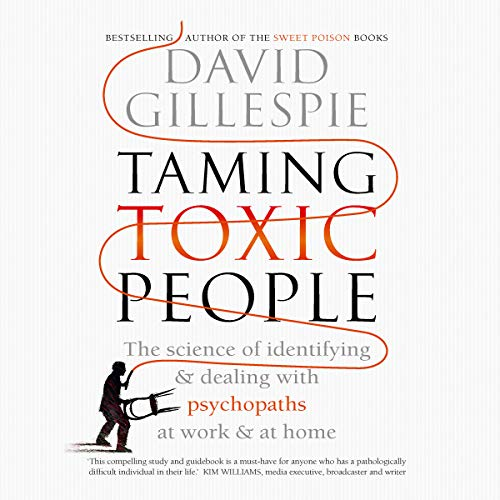 BESTSELLING AUTHOR OF THE SWEET POISON BOOKS
DAVID
GILLESPIE
TAMING
TOXIC
PEOPLE
The science of identifying
& dealing with
psychopaths
at work & at home
'This compelling study and guidebook is a must-have for anyone who has a pathologically
difficult individual in their life.' KIM WILLIAMS, media executive, broadcaster and writer